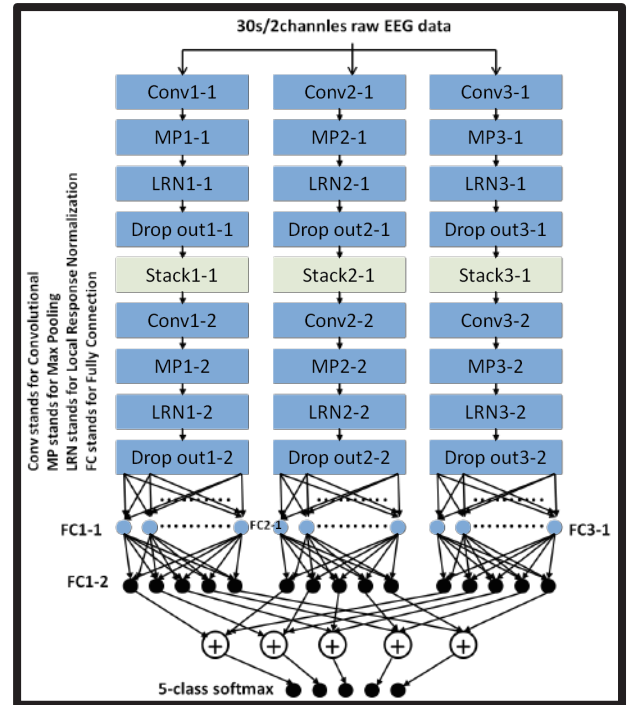 30s/2channles raw EEG data
Conv1-1 Conv2-1 Conv3-1
MP1-1 MP2-1 MP3-1
LRN1-1 LRN2-1 LRN3-1
Drop out1-1 Drop out2-1 Drop out3-1
Stack1-1 Stack2-1 Stack3-1
Conv1-2 Conv2-2 Conv3-2
MP1-2 MP2-2 MP3-2
LRN1-2 LRN2-2 LRN3-2
Drop out1-2 Drop out2-2 Drop out3-2
Conv stands for Convolutional
MP stands for Max Pooling
LRN stands for Local Response Normalization
FC stands for Fully Connection
FC1-1 FC2-1 FC3-1
FC1-2
+ + + + +
5-class softmax